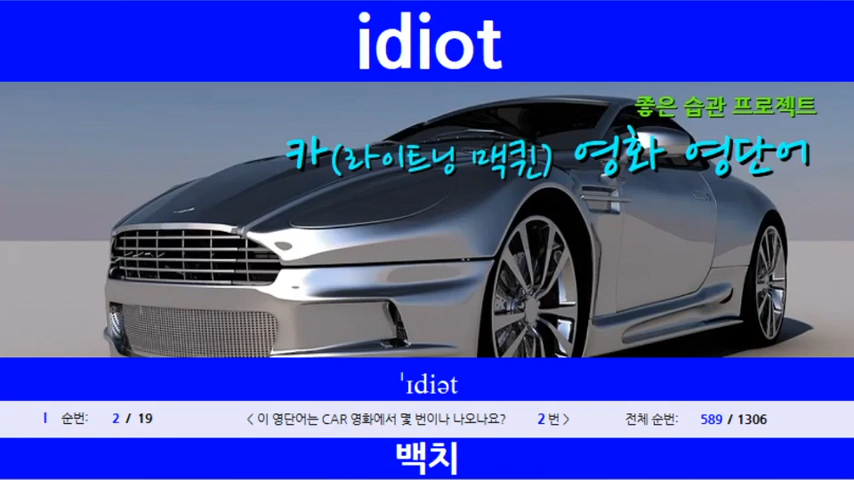 idiot
좋은 습관 프로젝트
카(라이트닝 맥퀸) 영화 영단어
ˈɪdiət
I 순번: 2 / 19 < 이 영단어는 CAR 영화에서 몇 번이나 나오나요? 2 번 > 전체 순번: 589 / 1306
백치